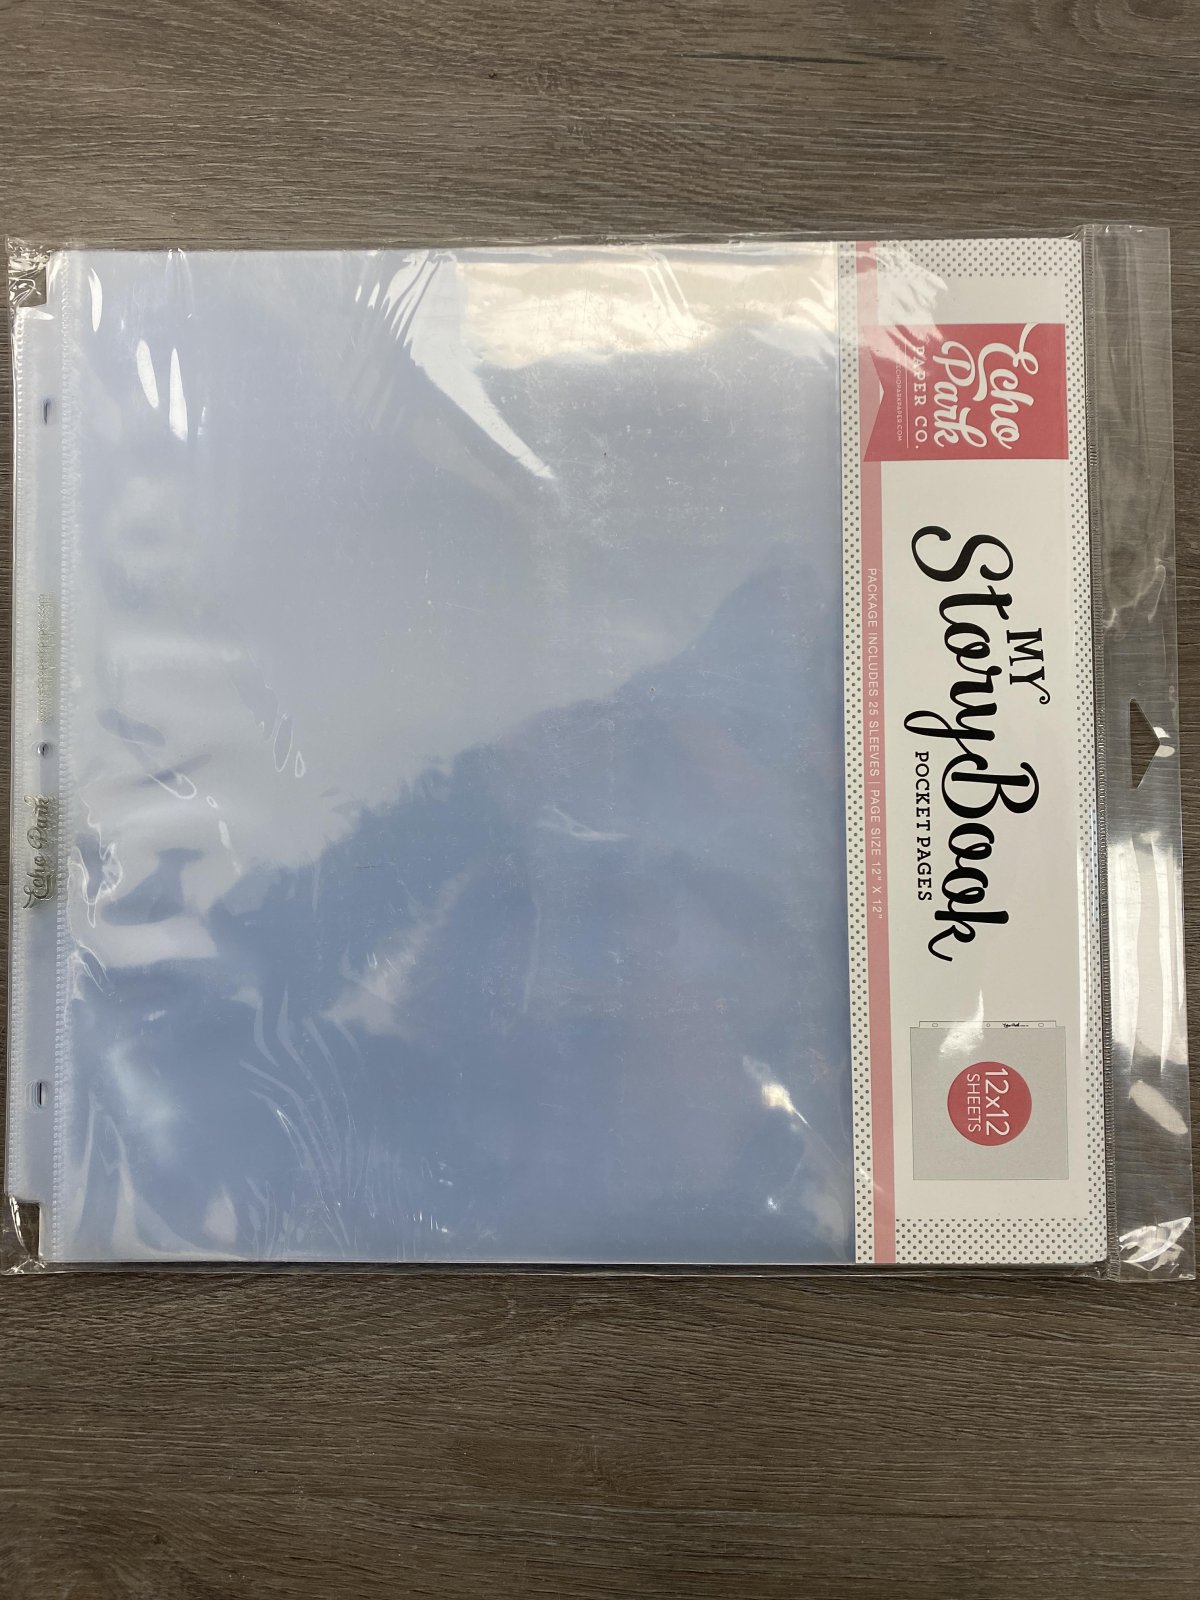 Echo
Park
PAPER CO.
ECHOPARKPAPER.COM
MY
StoryBook
POCKET PAGES
12x12
SHEETS
PACKAGE INCLUDES 25 SLEEVES | PAGE SIZE 12" X 12"
Echo Park